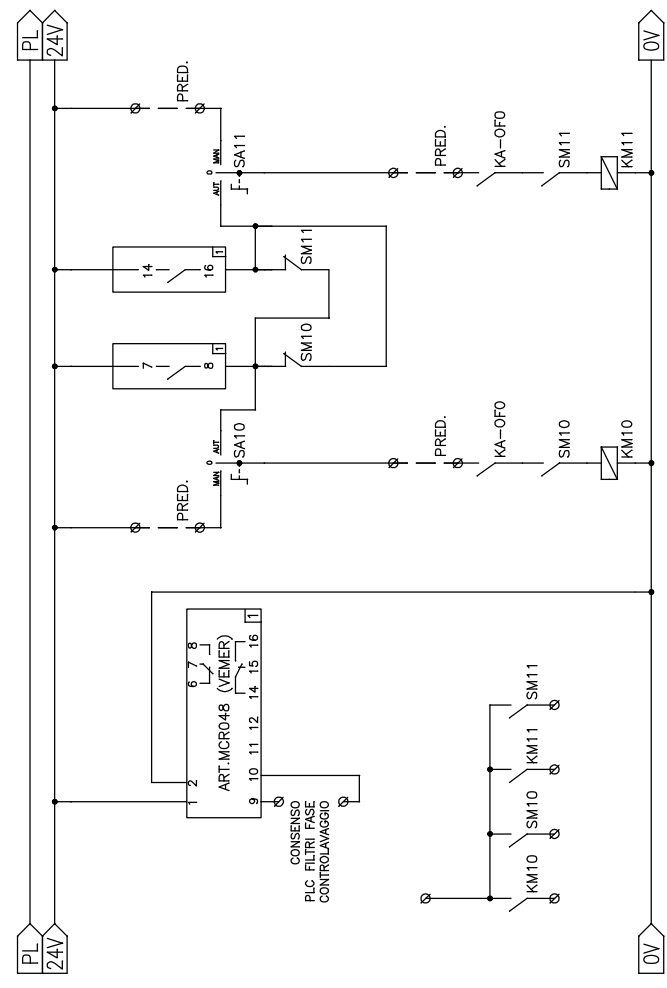 PL
PL
24V
24V
1
2
ART.MCR048 (VEMER)
6
7
8
9
10
11
12
14
15
16
1
CONSENSO
PLC FILTRI FASE
CONTROLAVAGGIO
PRED.
MAN
0
AUT
SA10
7
8
1
14
16
1
SM10
SM11
PRED.
AUT
0
MAN
SA11
PRED.
PRED.
KA-0F0
KA-0F0
SM10
SM11
KM10
KM11
KM10
SM10
KM11
SM11
0V
0V